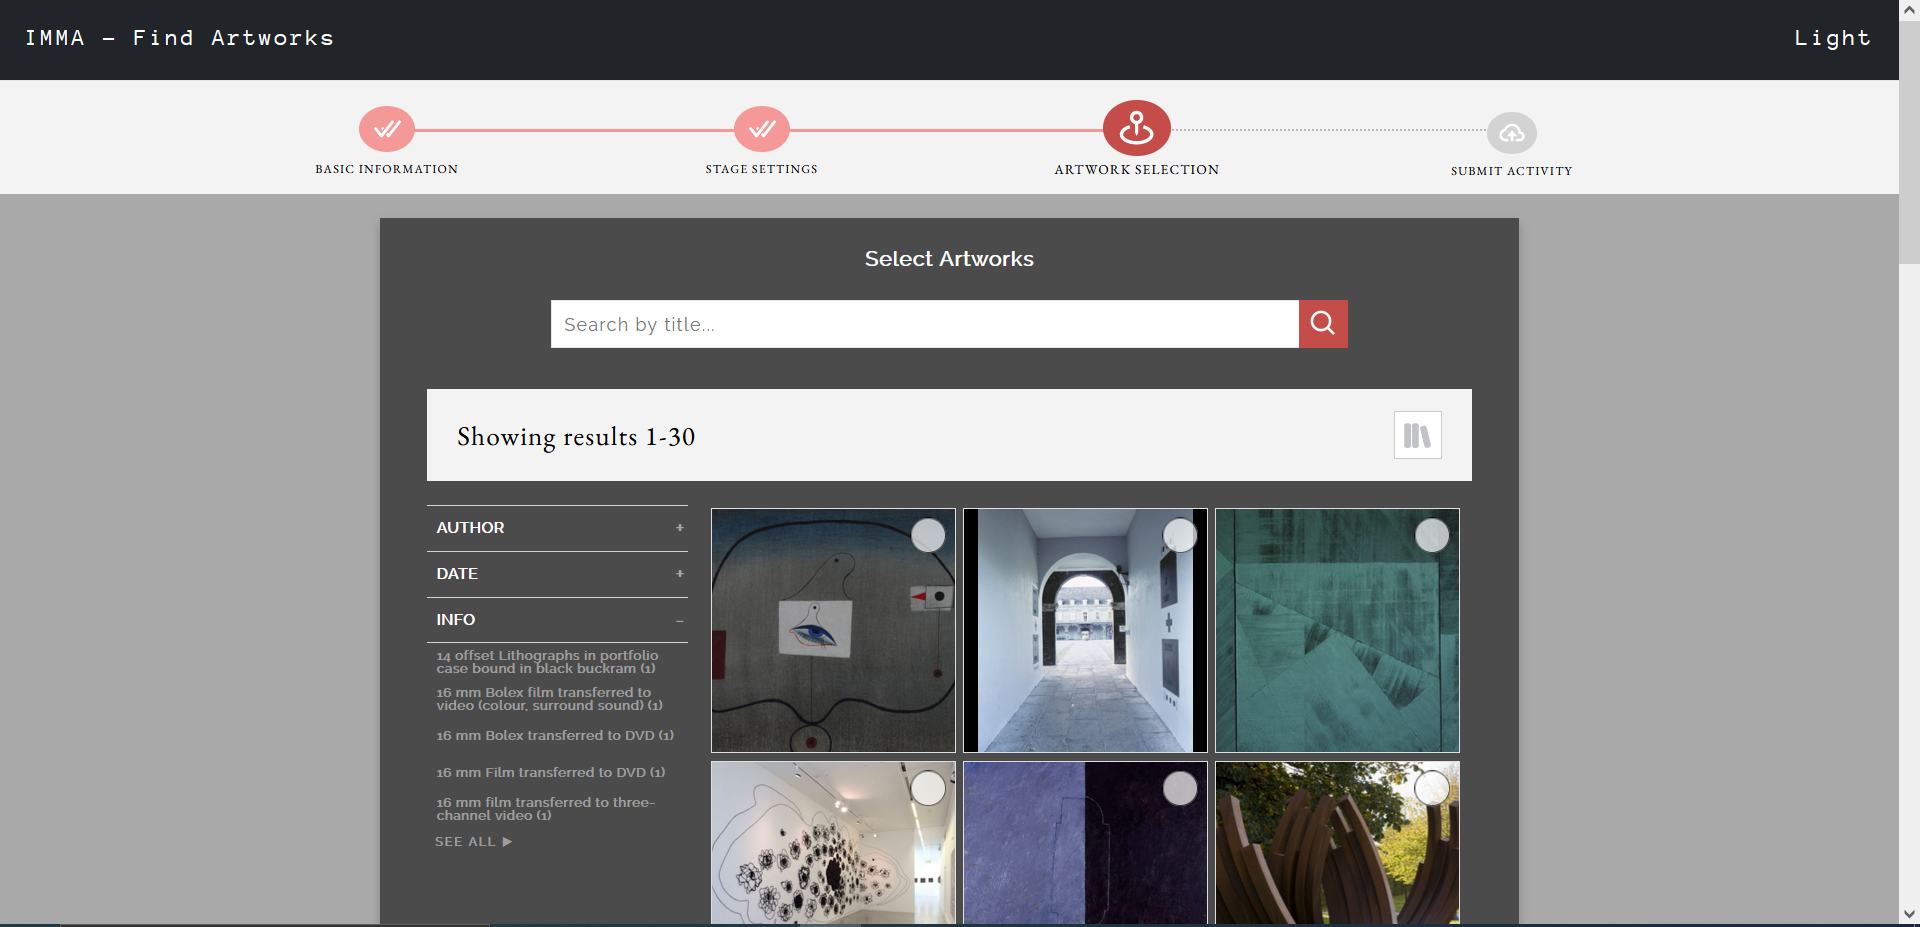 IMMA – Find Artworks
Light
BASIC INFORMATION
STAGE SETTINGS
ARTWORK SELECTION
SUBMIT ACTIVITY
Select Artworks
Search by title...
Showing results 1-30
AUTHOR +
DATE +
INFO –
14 offset Lithographs in portfolio
case bound in black buckram (1)
16 mm Bolex film transferred to
video (colour, surround sound) (1)
16 mm Bolex transferred to DVD (1)
16 mm Film transferred to DVD (1)
16 mm film transferred to three-
channel video (1)
SEE ALL ▶